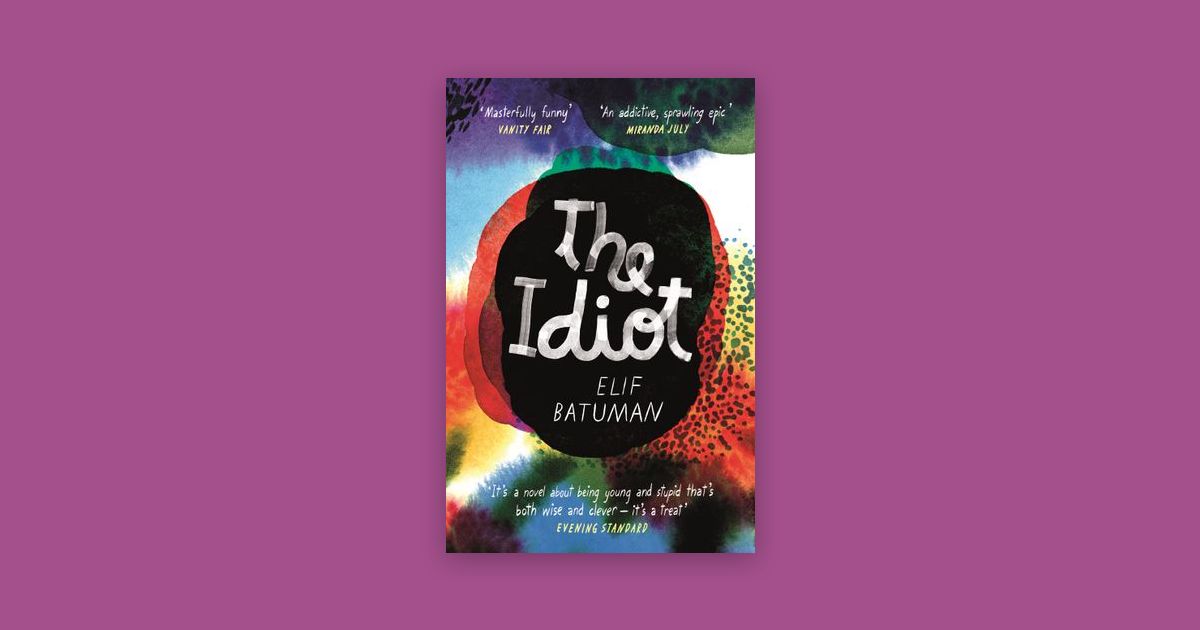 'Masterfully funny'
VANITY FAIR
'An addictive, sprawling epic'
MIRANDA JULY
The
Idiot
ELIF
BATUMAN
'It's a novel about being young and stupid that's
both wise and clever – it's a treat'
EVENING STANDARD